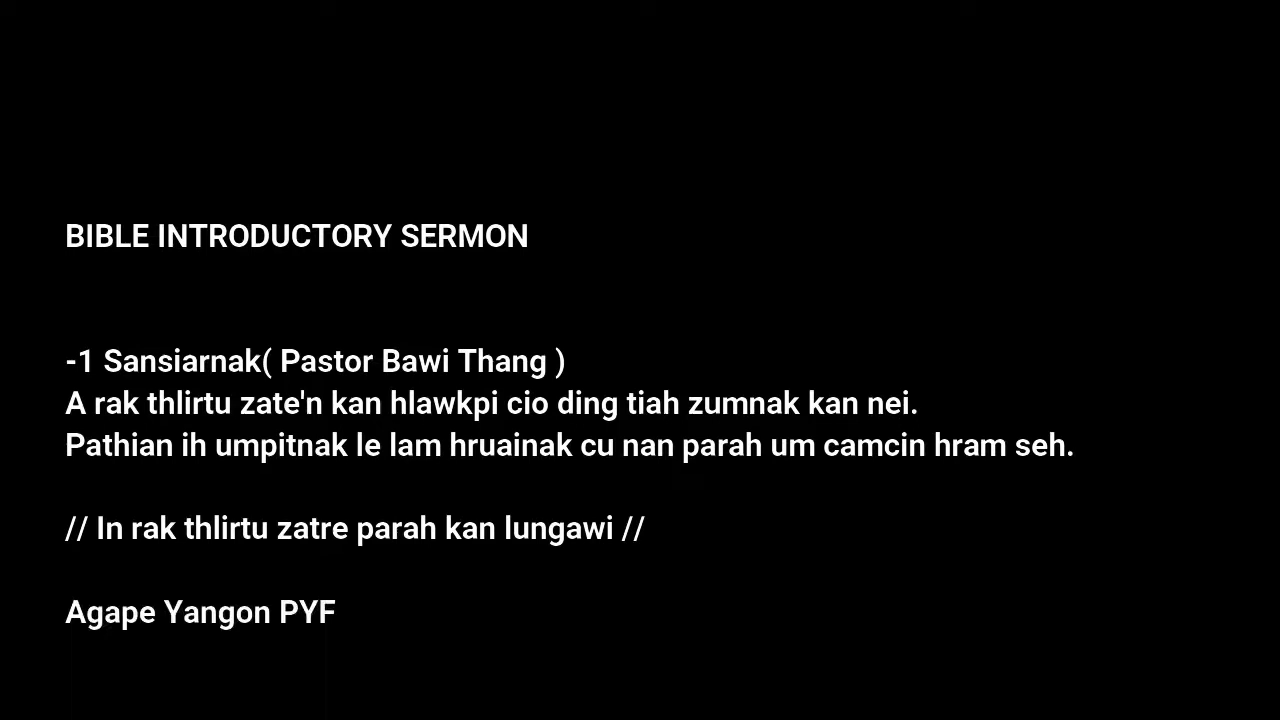 BIBLE INTRODUCTORY SERMON
-1 Sansiarnak( Pastor Bawi Thang )
A rak thlirtu zate'n kan hlawkpi cio ding tiah zumnak kan nei.
Pathian ih umpitnak le lam hruainak cu nan parah um camcin hram seh.
// In rak thlirtu zatre parah kan lungawi //
Agape Yangon PYF